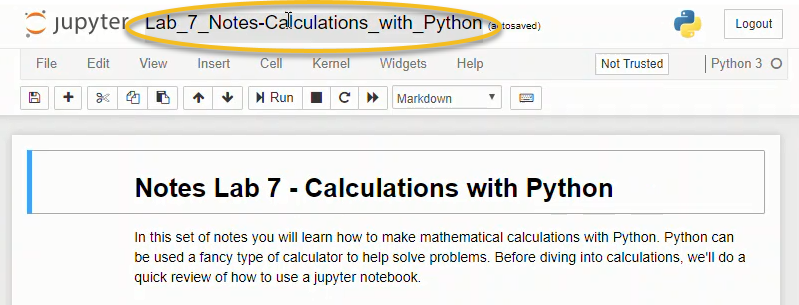 jupyter Lab_7_Notes-Calculations_with_Python (autosaved) Logout
File Edit View Insert Cell Kernel Widgets Help Not Trusted Python 3
Run Markdown
Notes Lab 7 - Calculations with Python
In this set of notes you will learn how to make mathematical calculations with Python. Python can
be used a fancy type of calculator to help solve problems. Before diving into calculations, we'll do a
quick review of how to use a jupyter notebook.